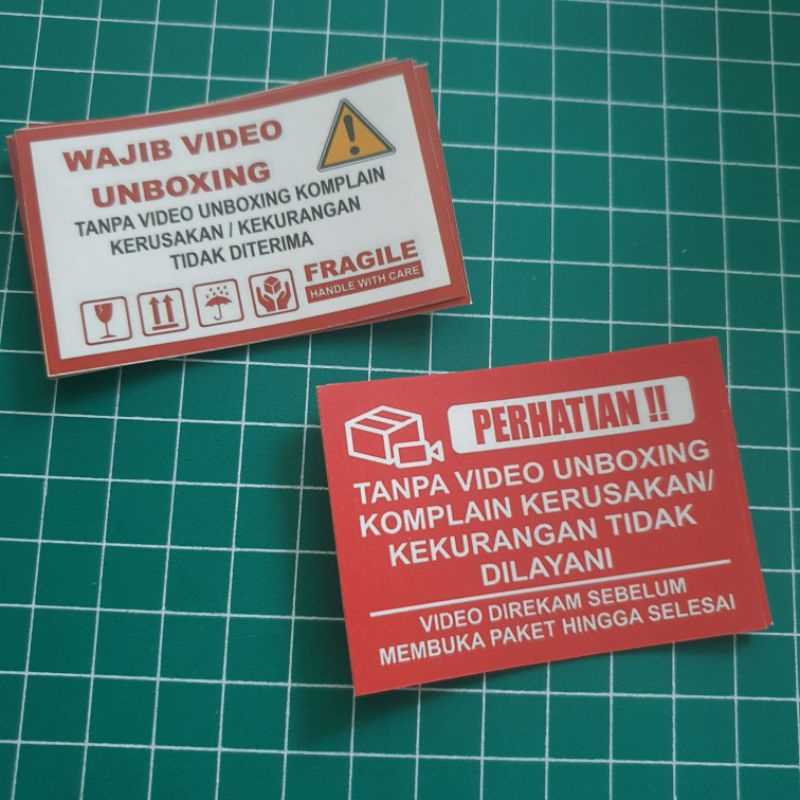 WAJIB VIDEO
UNBOXING
TANPA VIDEO UNBOXING KOMPLAIN
KERUSAKAN / KEKURANGAN
TIDAK DITERIMA
FRAGILE
HANDLE WITH CARE
PERHATIAN !!
TANPA VIDEO UNBOXING
KOMPLAIN KERUSAKAN/
KEKURANGAN TIDAK
DILAYANI
VIDEO DIREKAM SEBELUM
MEMBUKA PAKET HINGGA SELESAI